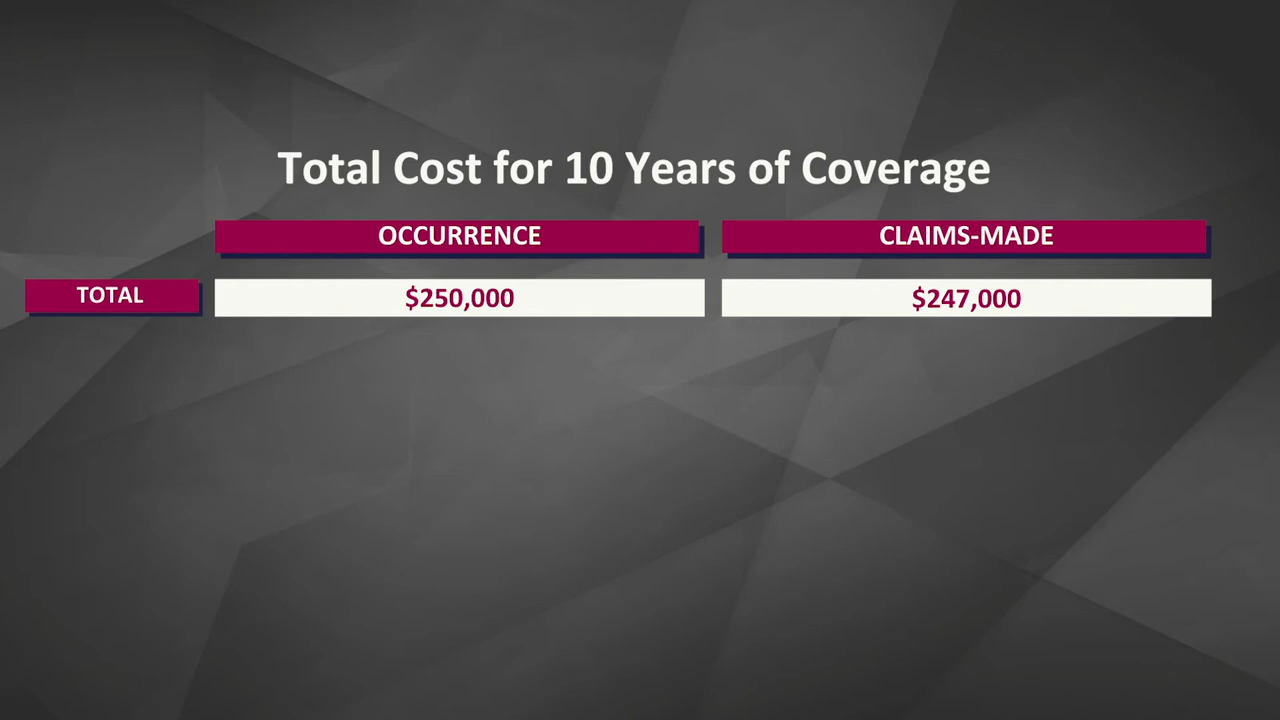 Total Cost for 10 Years of Coverage
OCCURRENCE CLAIMS-MADE
TOTAL $250,000 $247,000